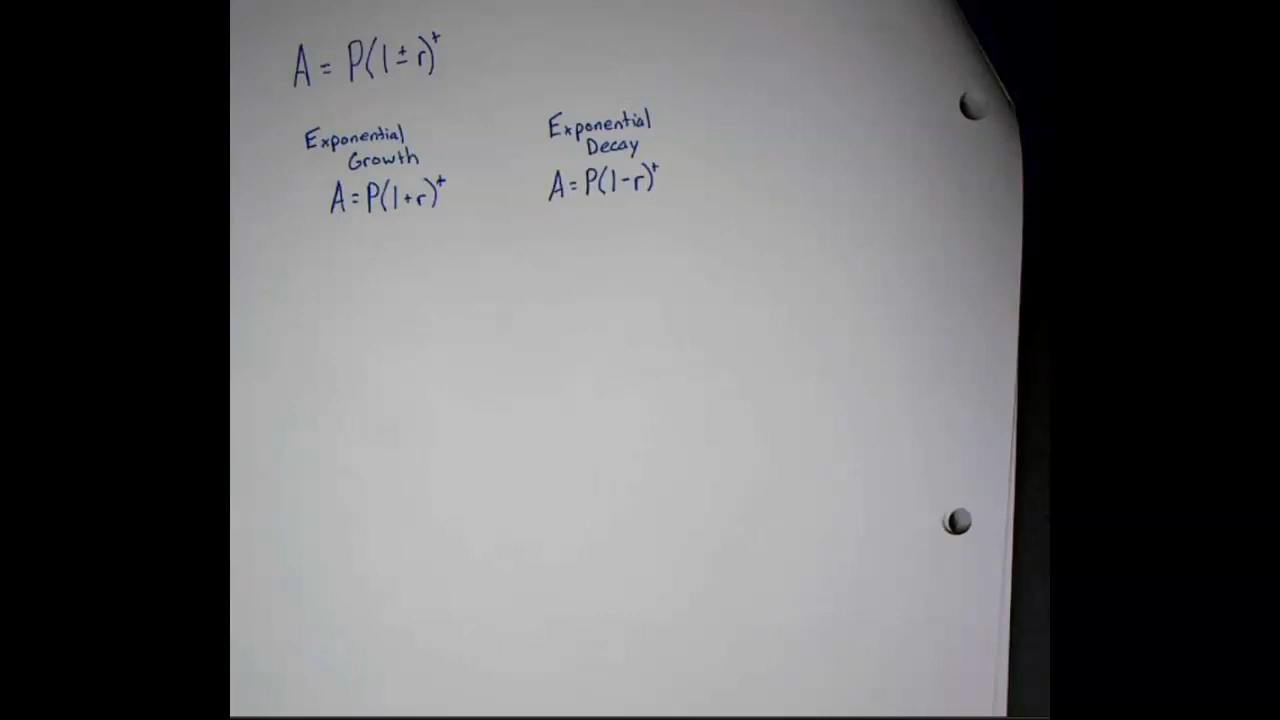 A = P(1 ± r)^t
Exponential
Growth
A = P(1 + r)^t
Exponential
Decay
A = P(1 - r)^t